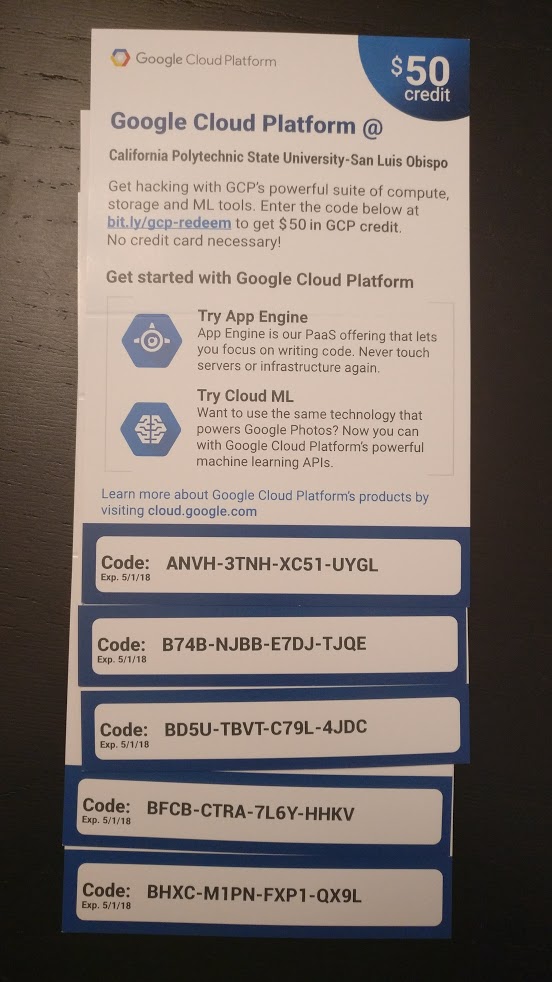 Google Cloud Platform
$50
credit
Google Cloud Platform @
California Polytechnic State University-San Luis Obispo
Get hacking with GCP's powerful suite of compute,
storage and ML tools. Enter the code below at
bit.ly/gcp-redeem to get $50 in GCP credit.
No credit card necessary!
Get started with Google Cloud Platform
Try App Engine
App Engine is our PaaS offering that lets
you focus on writing code. Never touch
servers or infrastructure again.
Try Cloud ML
Want to use the same technology that
powers Google Photos? Now you can
with Google Cloud Platform's powerful
machine learning APIs.
Learn more about Google Cloud Platform's products by
visiting cloud.google.com
Code: ANVH-3TNH-XC51-UYGL
Exp. 5/1/18
Code: B74B-NJBB-E7DJ-TJQE
Exp. 5/1/18
Code: BD5U-TBVT-C79L-4JDC
Exp. 5/1/18
Code: BFCB-CTRA-7L6Y-HHKV
Exp. 5/1/18
Code: BHXC-M1PN-FXP1-QX9L
Exp. 5/1/18